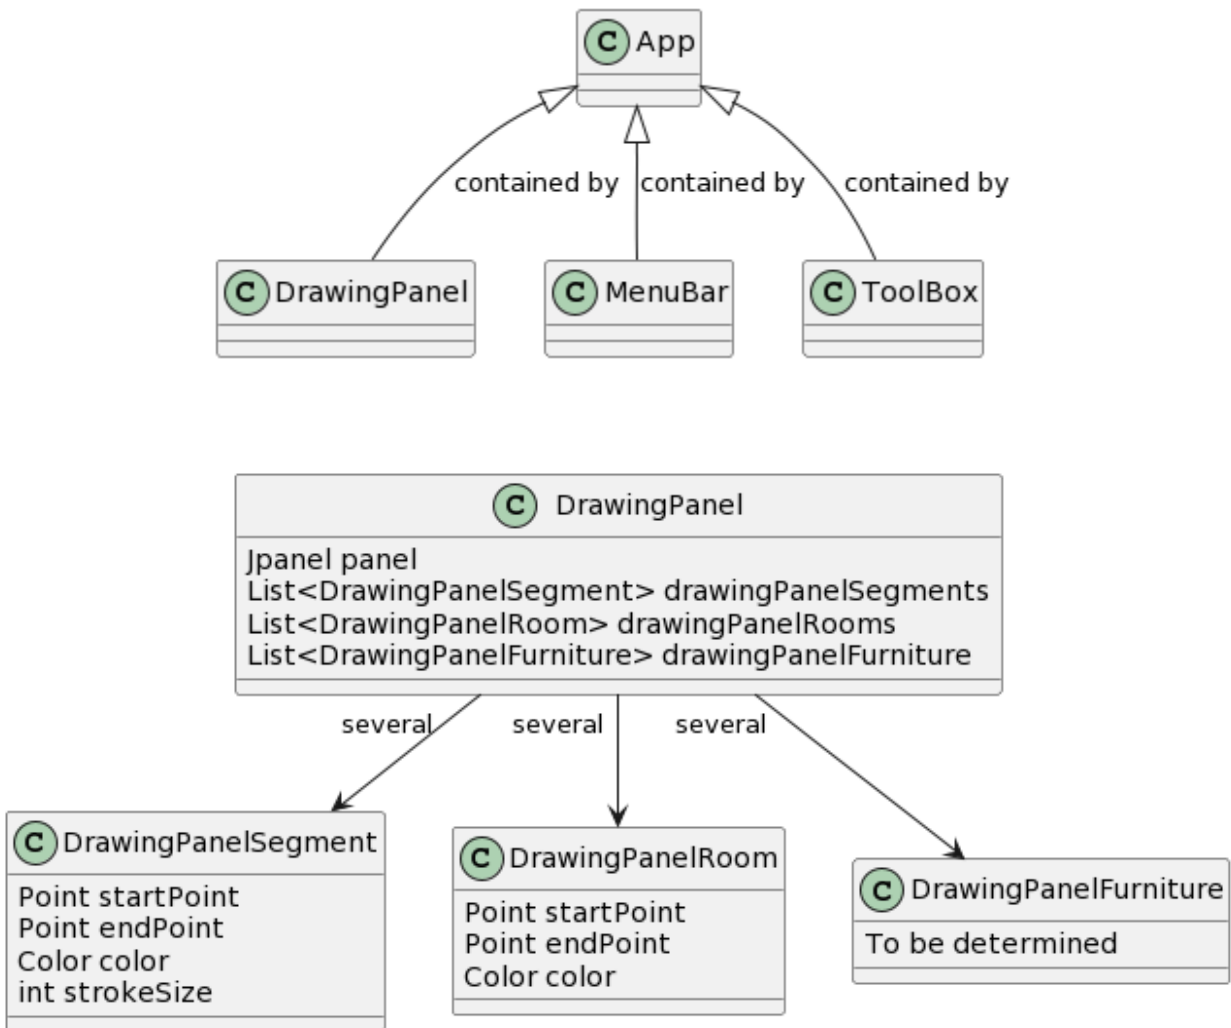 C App
contained by contained by contained by
C DrawingPanel C MenuBar C ToolBox
C DrawingPanel
Jpanel panel
List<DrawingPanelSegment> drawingPanelSegments
List<DrawingPanelRoom> drawingPanelRooms
List<DrawingPanelFurniture> drawingPanelFurniture
several several several
C DrawingPanelSegment
Point startPoint
Point endPoint
Color color
int strokeSize
C DrawingPanelRoom
Point startPoint
Point endPoint
Color color
C DrawingPanelFurniture
To be determined